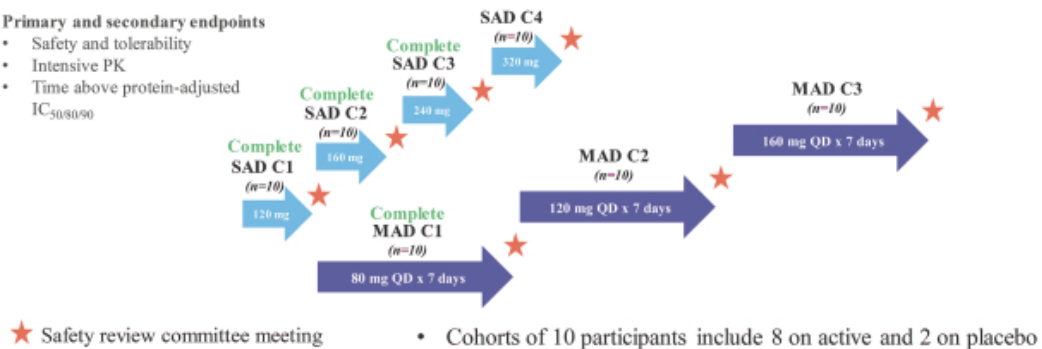 Primary and secondary endpoints
• Safety and tolerability
• Intensive PK
• Time above protein-adjusted
IC50/80/90
SAD C4
(n=10)
320 mg
Complete
SAD C3
(n=10)
240 mg
Complete
SAD C2
(n=10)
160 mg
Complete
SAD C1
(n=10)
120 mg
Complete
MAD C1
(n=10)
80 mg QD x 7 days
MAD C2
(n=10)
120 mg QD x 7 days
MAD C3
(n=10)
160 mg QD x 7 days
Safety review committee meeting
• Cohorts of 10 participants include 8 on active and 2 on placebo